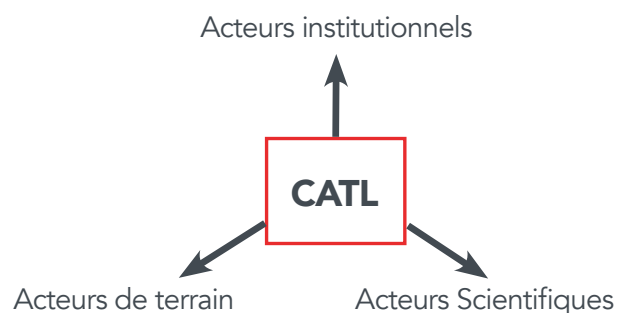 Acteurs institutionnels
CATL
Acteurs de terrain
Acteurs Scientifiques